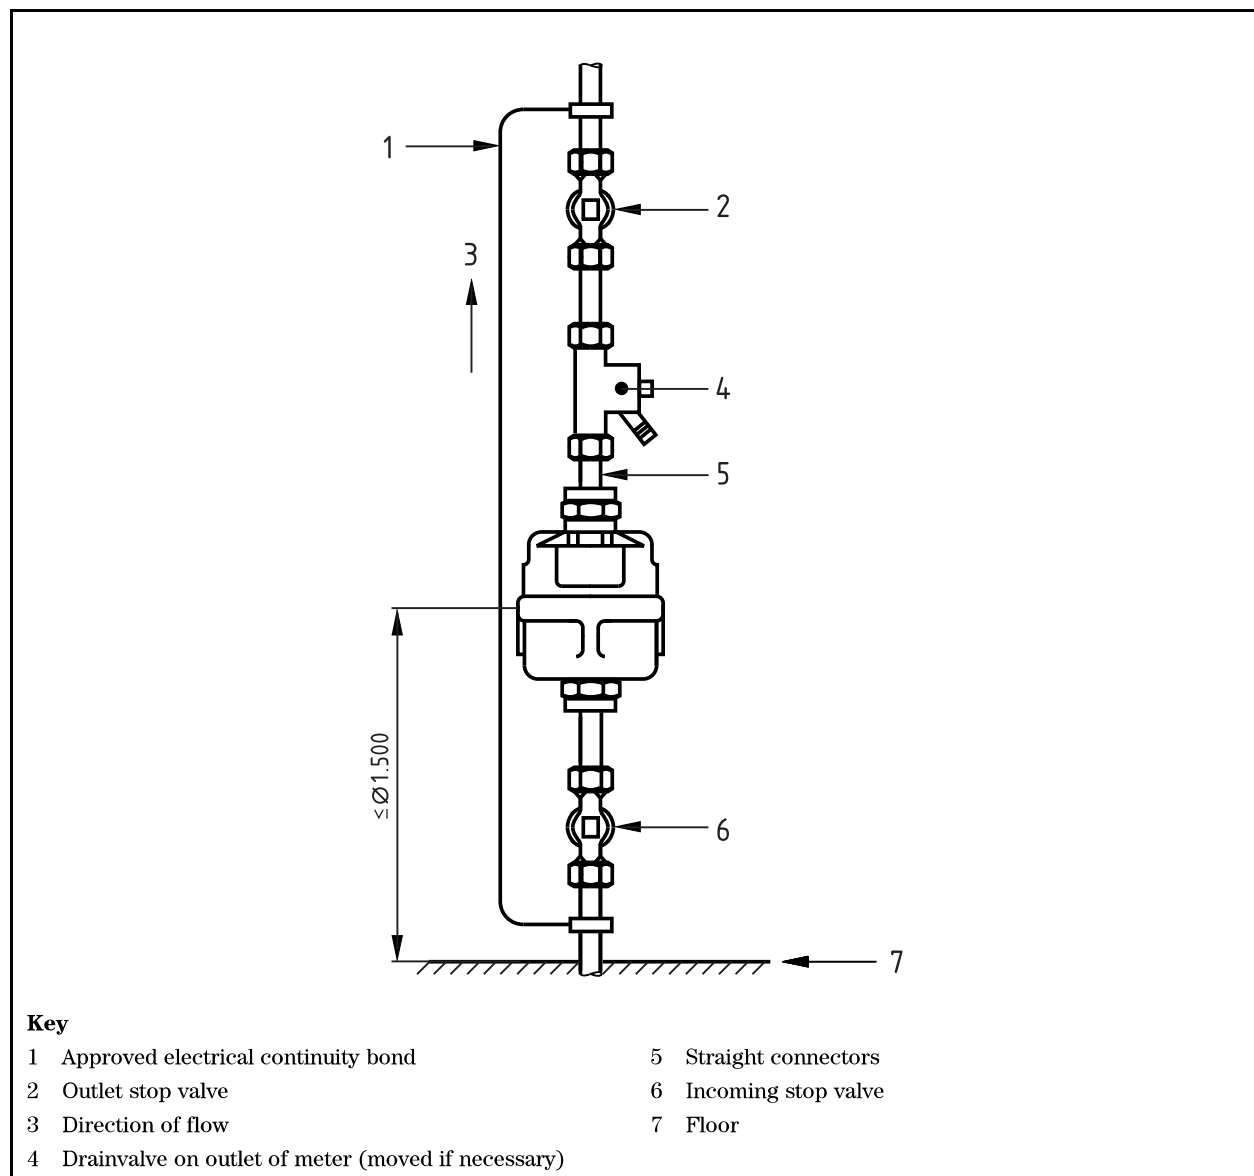 1
2
3
4
5
≤ Ø1.500
6
7
Key
1 Approved electrical continuity bond
2 Outlet stop valve
3 Direction of flow
4 Drainvalve on outlet of meter (moved if necessary)
5 Straight connectors
6 Incoming stop valve
7 Floor